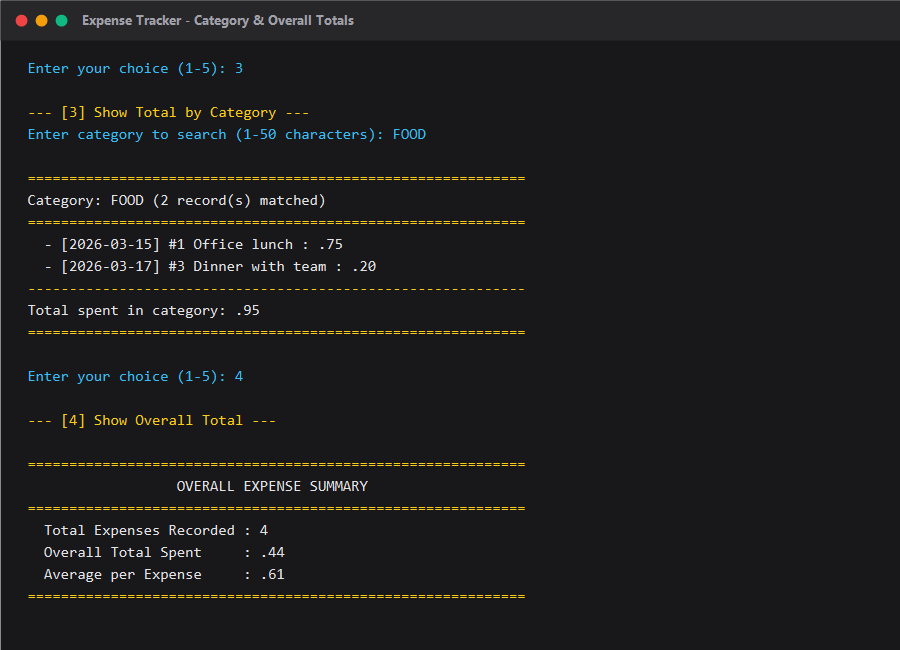 Expense Tracker - Category & Overall Totals
Enter your choice (1-5): 3
--- [3] Show Total by Category ---
Enter category to search (1-50 characters): FOOD
============================================================
Category: FOOD (2 record(s) matched)
============================================================
  - [2026-03-15] #1 Office lunch : .75
  - [2026-03-17] #3 Dinner with team : .20
------------------------------------------------------------
Total spent in category: .95
============================================================
Enter your choice (1-5): 4
--- [4] Show Overall Total ---
============================================================
                  OVERALL EXPENSE SUMMARY
============================================================
  Total Expenses Recorded : 4
  Overall Total Spent     : .44
  Average per Expense     : .61
============================================================